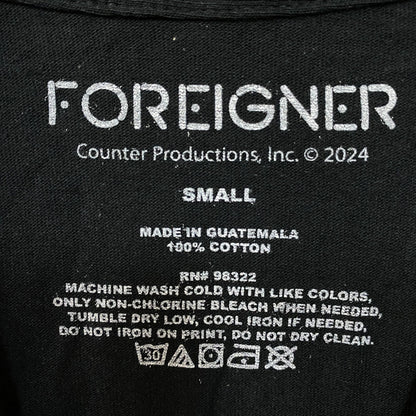 FOREIGNER
Counter Productions, Inc. © 2024
SMALL
MADE IN GUATEMALA
100% COTTON
RN# 98322
MACHINE WASH COLD WITH LIKE COLORS,
ONLY NON-CHLORINE BLEACH WHEN NEEDED,
TUMBLE DRY LOW, COOL IRON IF NEEDED,
DO NOT IRON ON PRINT, DO NOT DRY CLEAN.
30